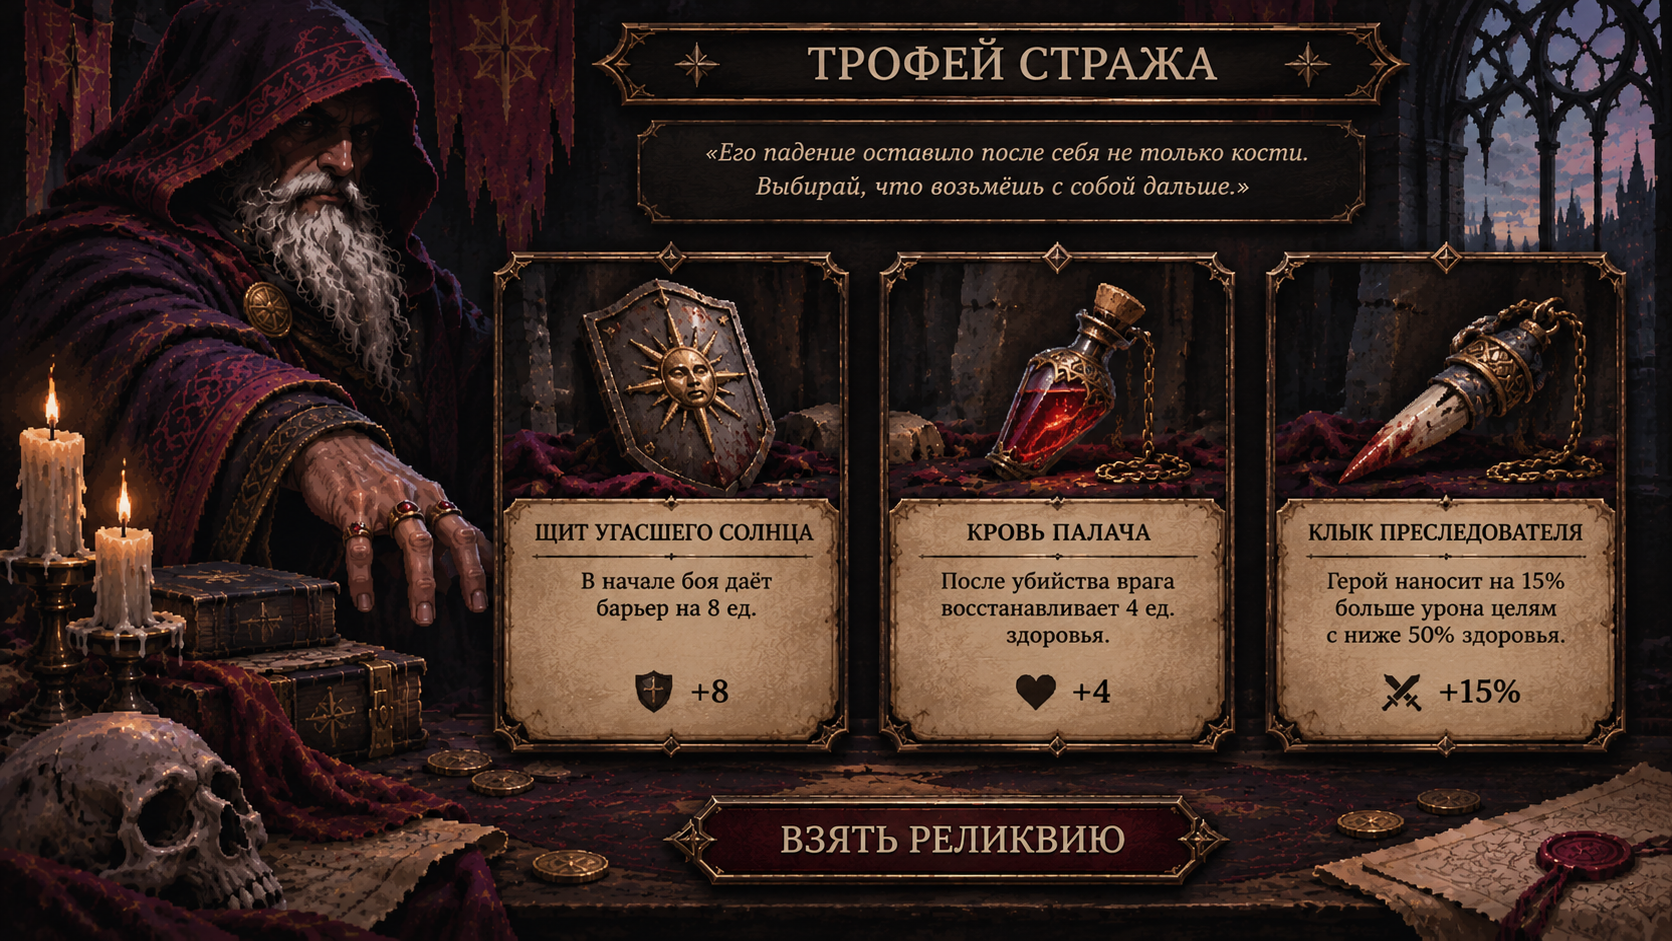 ТРОФЕЙ СТРАЖА
«Его падение оставило после себя не только кости.
Выбирай, что возьмёшь с собой дальше.»
ЩИТ УГАСШЕГО СОЛНЦА
В начале боя даёт
барьер на 8 ед.
+8
КРОВЬ ПАЛАЧА
После убийства врага
восстанавливает 4 ед.
здоровья.
+4
КЛЫК ПРЕСЛЕДОВАТЕЛЯ
Герой наносит на 15%
больше урона целям
с ниже 50% здоровья.
+15%
ВЗЯТЬ РЕЛИКВИЮ